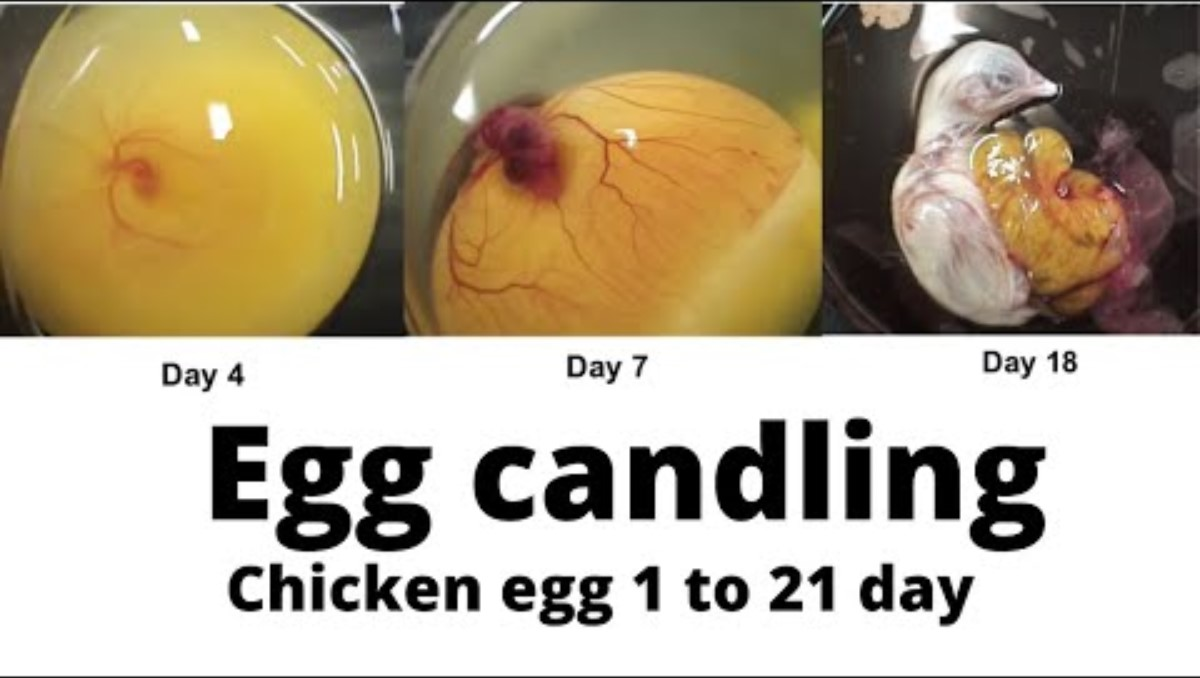 Day 4
Day 7
Day 18
Egg candling
Chicken egg 1 to 21 day